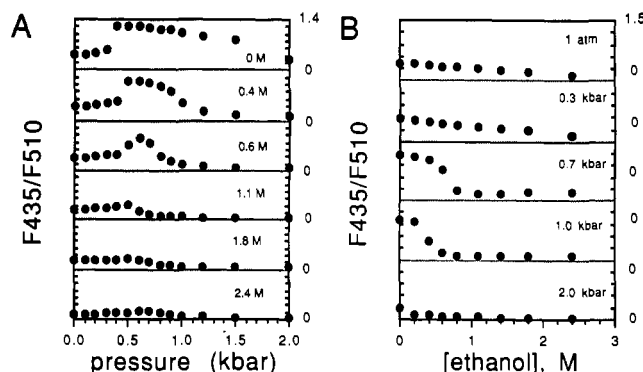 A
F435/F510
1.4
0 M
0
0.4 M
0.6 M
0
1.1 M
0
1.8 M
0
2.4 M
0
0.0 0.5 1.0 1.5 2.0
pressure (kbar)
B
F435/F510
1.5
1 atm
0
0.3 kbar
0.7 kbar
0
1.0 kbar
0
2.0 kbar
0
0 1 2 3
[ethanol], M